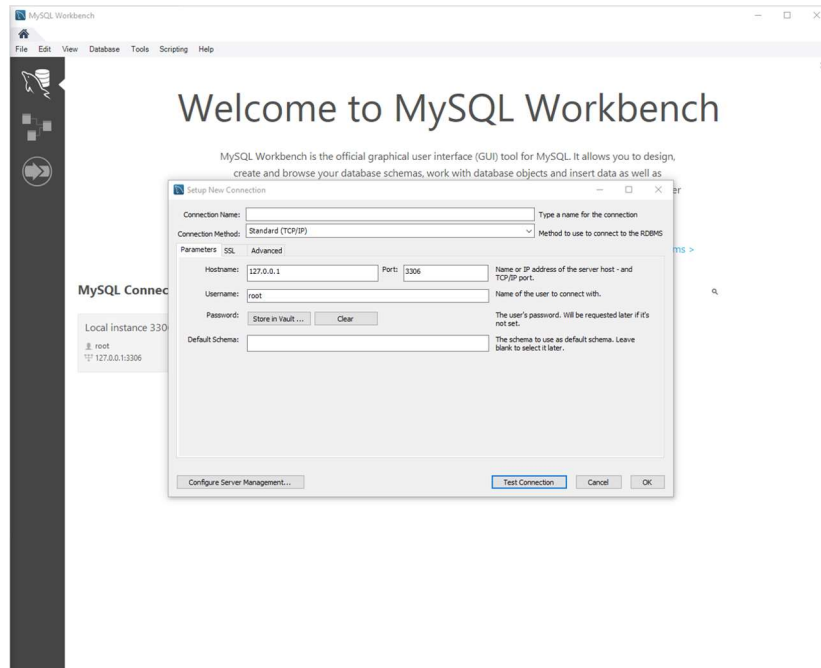 MySQL Workbench
File Edit View Database Tools Scripting Help
Welcome to MySQL Workbench
MySQL Workbench is the official graphical user interface (GUI) tool for MySQL. It allows you to design,
create and browse your database schemas, work with database objects and insert data as well as
Setup New Connection
Connection Name: Type a name for the connection
Connection Method: Standard (TCP/IP) Method to use to connect to the RDBMS
Parameters SSL Advanced
Hostname: 127.0.0.1 Port: 3306 Name or IP address of the server host - and
TCP/IP port.
Username: root Name of the user to connect with.
Password: Store in Vault ... Clear The user's password. Will be requested later if it's
not set.
Default Schema: The schema to use as default schema. Leave
blank to select it later.
Configure Server Management... Test Connection Cancel OK
MySQL Connec
Local instance 330
root
127.0.0.1:3306